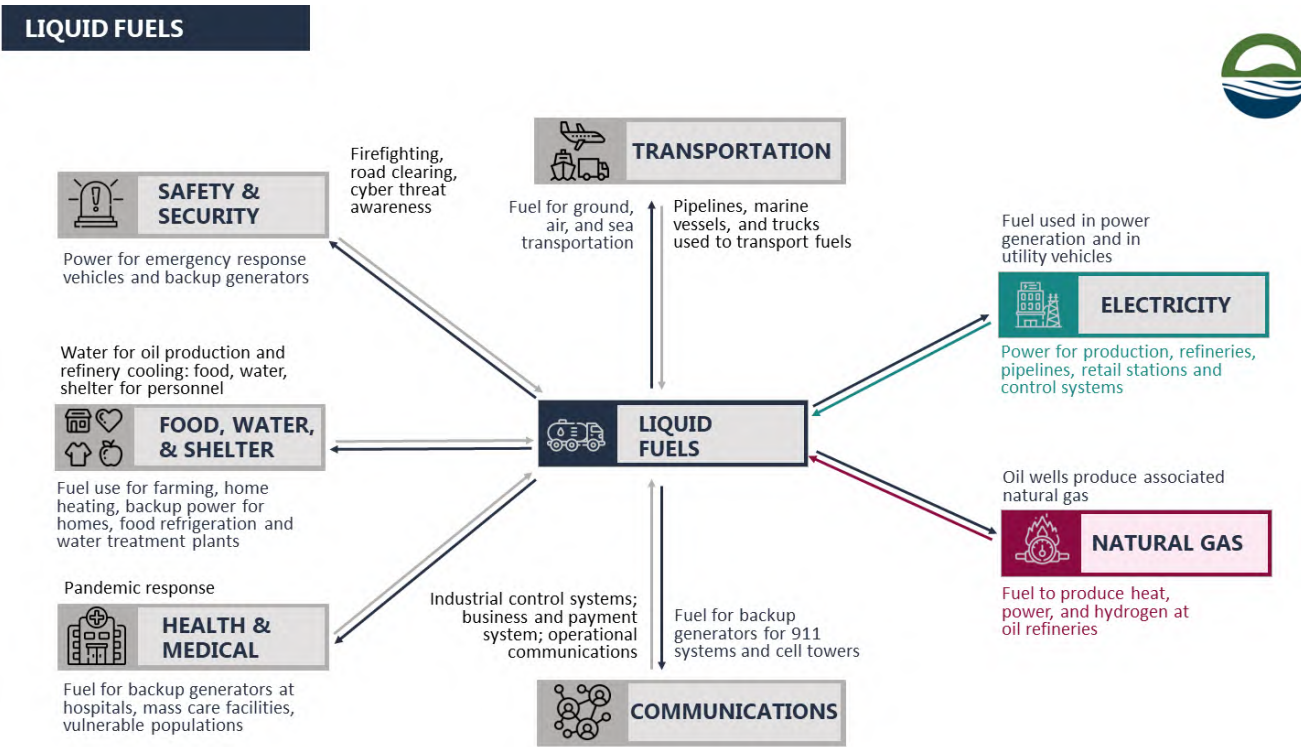 LIQUID FUELS
TRANSPORTATION
Fuel for ground,
air, and sea
transportation
Pipelines, marine
vessels, and trucks
used to transport fuels
Firefighting,
road clearing,
cyber threat
awareness
SAFETY &
SECURITY
Power for emergency response
vehicles and backup generators
Fuel used in power
generation and in
utility vehicles
ELECTRICITY
Power for production, refineries,
pipelines, retail stations and
control systems
Water for oil production and
refinery cooling: food, water,
shelter for personnel
FOOD, WATER,
& SHELTER
Fuel use for farming, home
heating, backup power for
homes, food refrigeration and
water treatment plants
LIQUID
FUELS
Oil wells produce associated
natural gas
NATURAL GAS
Fuel to produce heat,
power, and hydrogen at
oil refineries
Pandemic response
HEALTH &
MEDICAL
Fuel for backup generators at
hospitals, mass care facilities,
vulnerable populations
Industrial control systems;
business and payment
system; operational
communications
Fuel for backup
generators for 911
systems and cell towers
COMMUNICATIONS